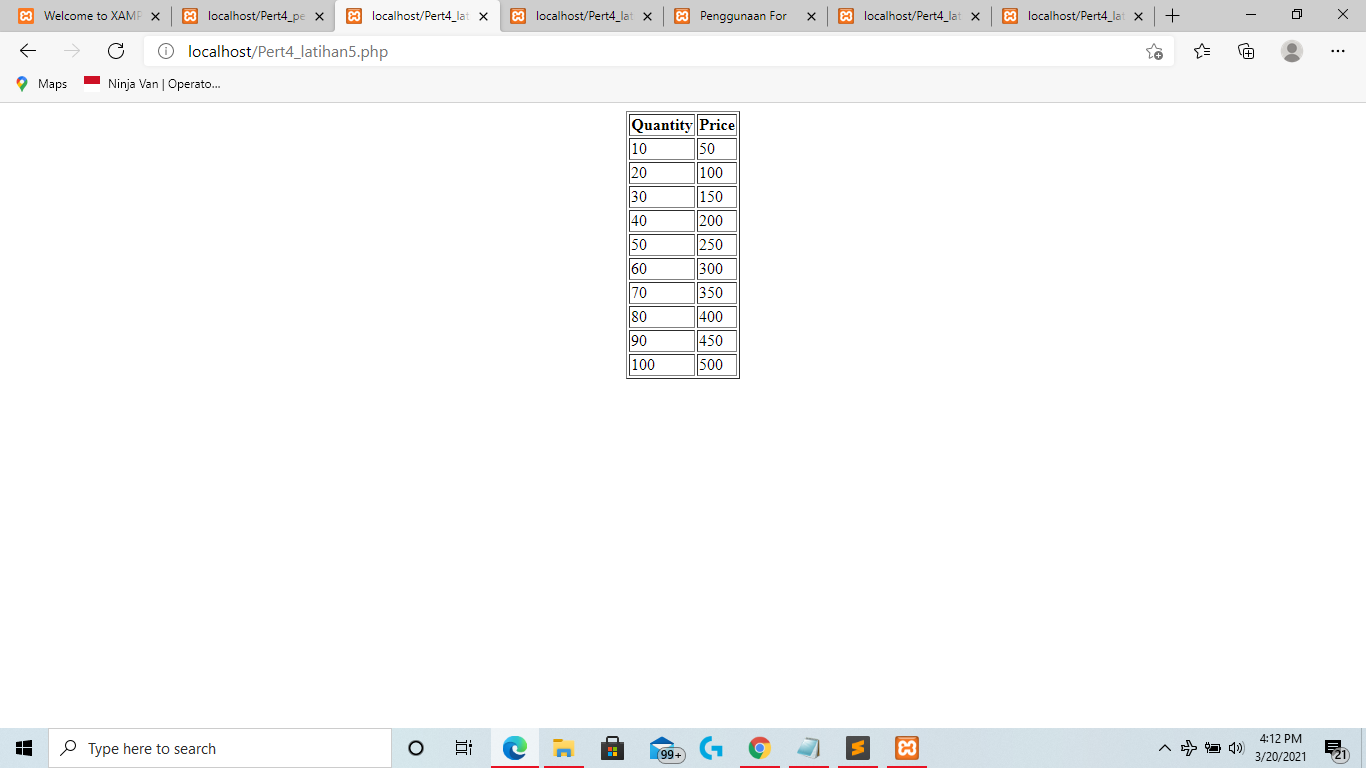 Welcome to XAMP
localhost/Pert4_pe
localhost/Pert4_lat
localhost/Pert4_lat
Penggunaan For
localhost/Pert4_lat
localhost/Pert4_lat
localhost/Pert4_latihan5.php
Maps
Ninja Van | Operato...
Quantity Price
10 50
20 100
30 150
40 200
50 250
60 300
70 350
80 400
90 450
100 500
Type here to search
99+
4:12 PM
3/20/2021
21